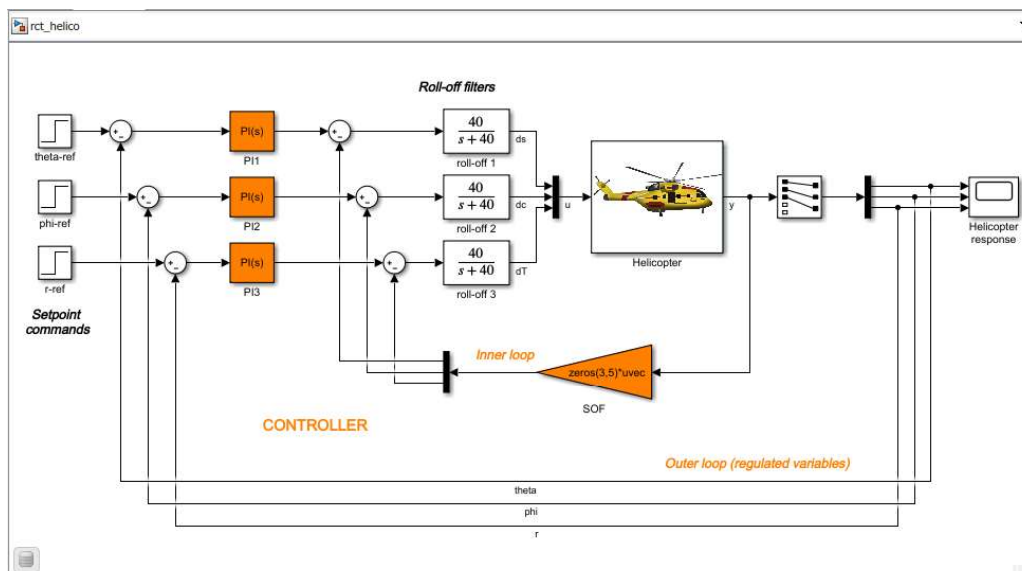 rct_helico
Roll-off filters
theta-ref
+
-
PI(s)
PI1
+
-
40
s + 40
roll-off 1
ds
phi-ref
+
-
PI(s)
PI2
+
-
40
s + 40
roll-off 2
dc
u
Helicopter
y
Helicopter
response
r-ref
+
-
PI(s)
PI3
+
-
40
s + 40
roll-off 3
dT
Setpoint
commands
Inner loop
zeros(3,5)*uvec
SOF
CONTROLLER
Outer loop (regulated variables)
theta
phi
r